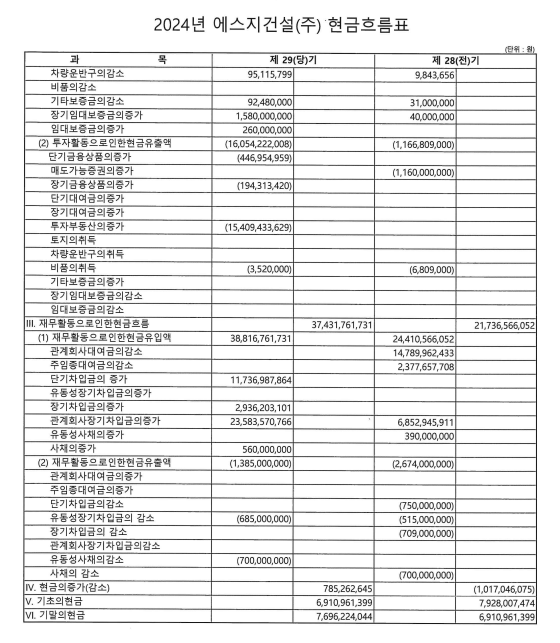 2024년 에스지건설(주) 현금흐름표
(단위 : 원)
과 목 제 29(당)기 제 28(전)기
차량운반구의감소 95,115,799 9,843,656
비품의감소
기타보증금의감소 92,480,000 31,000,000
장기임대보증금의증가 1,580,000,000 40,000,000
임대보증금의증가 260,000,000
(2) 투자활동으로인한현금유출액 (16,054,222,008) (1,166,809,000)
단기금융상품의증가 (446,954,959)
매도가능증권의증가 (1,160,000,000)
장기금융상품의증가 (194,313,420)
단기대여금의증가
장기대여금의증가
투자부동산의증가 (15,409,433,629)
토지의취득
차량운반구의취득
비품의취득 (3,520,000) (6,809,000)
기타보증금의증가
장기임대보증금의감소
임대보증금의감소
III. 재무활동으로인한현금흐름 37,431,761,731 21,736,566,052
(1) 재무활동으로인한현금유입액 38,816,761,731 24,410,566,052
관계회사대여금의감소 14,789,962,433
주임종대여금의감소 2,377,657,708
단기차입금의 증가 11,736,987,864
유동성장기차입금의증가
장기차입금의증가 2,936,203,101
관계회사장기차입금의증가 23,583,570,766 6,852,945,911
유동성사채의증가 390,000,000
사채의증가 560,000,000
(2) 재무활동으로인한현금유출액 (1,385,000,000) (2,674,000,000)
관계회사대여금의증가
주임종대여금의증가
단기차입금의감소 (750,000,000)
유동성장기차입금의 감소 (685,000,000) (515,000,000)
장기차입금의 감소 (709,000,000)
관계회사장기차입금의감소
유동성사채의감소 (700,000,000)
사채의 감소 (700,000,000)
IV. 현금의증가(감소) 785,262,645 (1,017,046,075)
V. 기초의현금 6,910,961,399 7,928,007,474
VI. 기말의현금 7,696,224,044 6,910,961,399